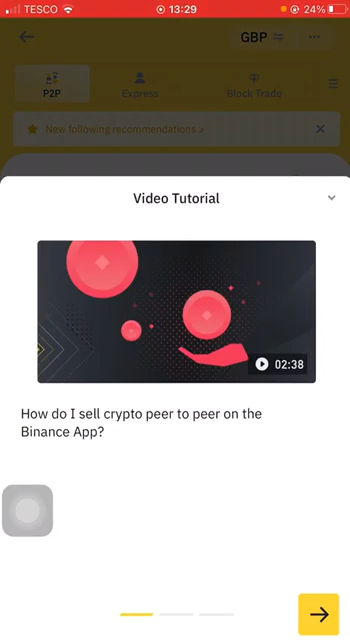 TESCO 13:29 24%
GBP
P2P Express Block Trade
New following recommendations >
Video Tutorial
02:38
How do I sell crypto peer to peer on the
Binance App?